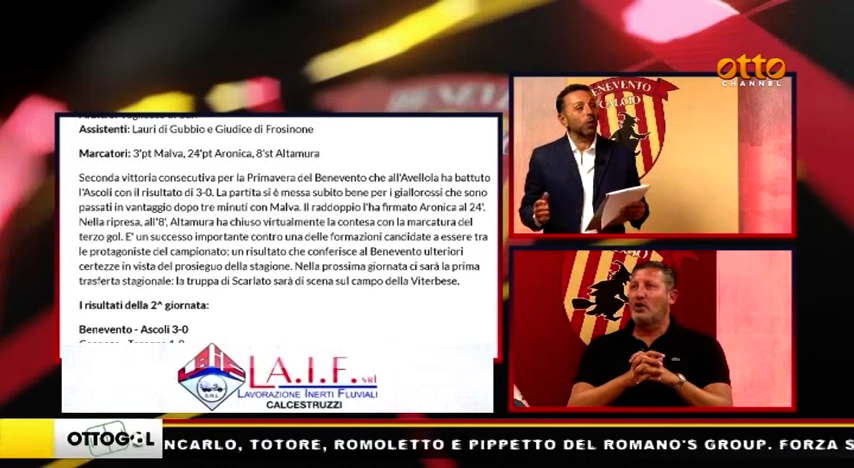 Assistenti: Lauri di Gubbio e Giudice di Frosinone
Marcatori: 3'pt Malva, 24'pt Aronica, 8'st Altamura
Seconda vittoria consecutiva per la Primavera del Benevento che all'Avellola ha battuto
l'Ascoli con il risultato di 3-0. La partita si è messa subito bene per i giallorossi che sono
passati in vantaggio dopo tre minuti con Malva. Il raddoppio l'ha firmato Aronica al 24'.
Nella ripresa, all'8', Altamura ha chiuso virtualmente la contesa con la marcatura del
terzo gol. E' un successo importante contro una delle formazioni candidate a essere tra
le protagoniste del campionato; un risultato che conferisce al Benevento ulteriori
certezze in vista del prosieguo della stagione. Nella prossima giornata ci sarà la prima
trasferta stagionale: la truppa di Scarlato sarà di scena sul campo della Viterbese.
I risultati della 2^ giornata:
Benevento - Ascoli 3-0
L.A.I.F. srl
S.R.L.
LAVORAZIONE INERTI FLUVIALI
CALCESTRUZZI
otto
CHANNEL
BENEVENTO
CALCIO
OTTOGOL
NCARLO, TOTORE, ROMOLETTO E PIPPETTO DEL ROMANO'S GROUP. FORZA S